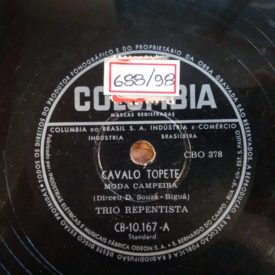 688/98
COLUMBIA
MARCAS REGISTRADAS
COLUMBIA DO BRASIL S. A. INDÚSTRIA E COMÉRCIO
INDÚSTRIA BRASILEIRA
CBO 378
CAVALO TOPETE
MODA CAMPEIRA
(Dirceu D. Souza - Biguá)
TRIO REPENTISTA
CB-10.167-A
Standard